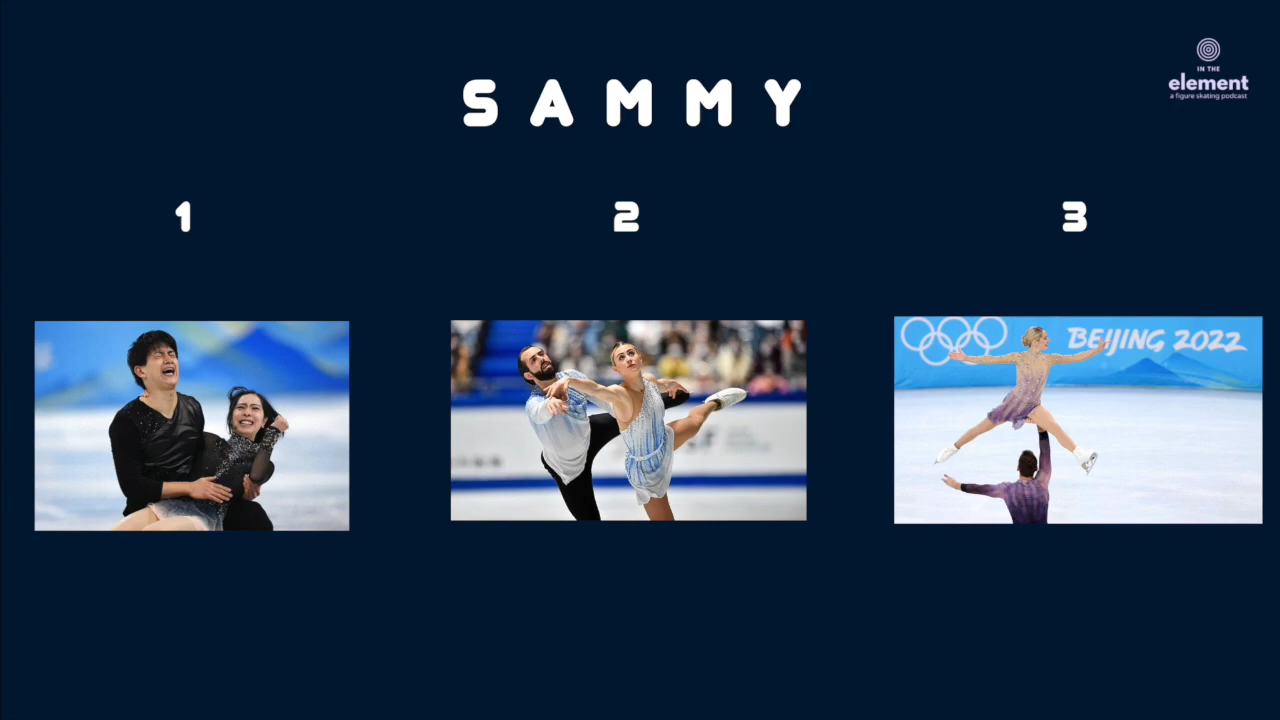 IN THE
element
a figure skating podcast
SAMMY
1
2
3
BEIJING 2022